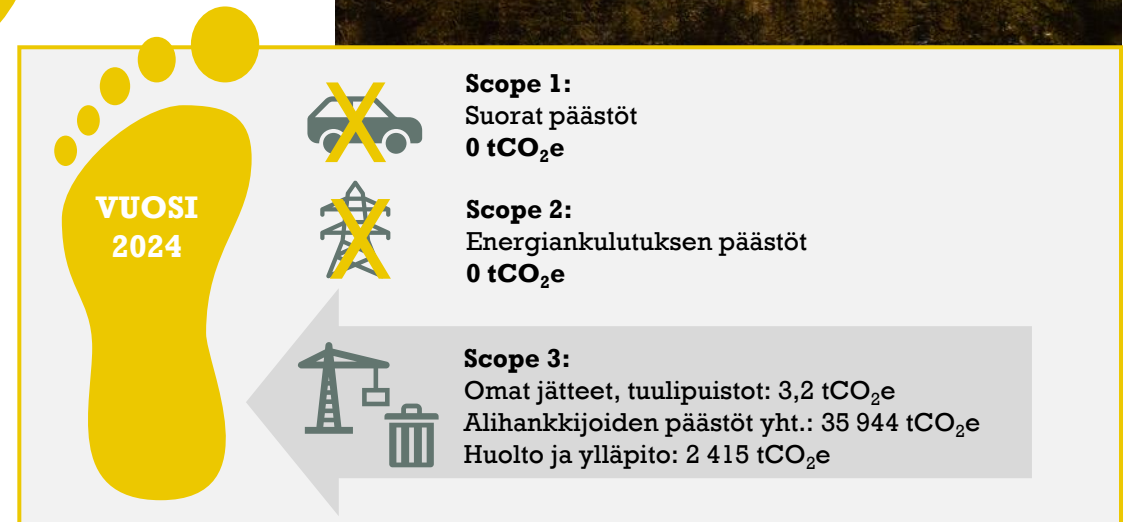 VUOSI
2024
Scope 1:
Suorat päästöt
0 tCO₂e
Scope 2:
Energiankulutuksen päästöt
0 tCO₂e
Scope 3:
Omat jätteet, tuulipuistot: 3,2 tCO₂e
Alihankkijoiden päästöt yht.: 35 944 tCO₂e
Huolto ja ylläpito: 2 415 tCO₂e